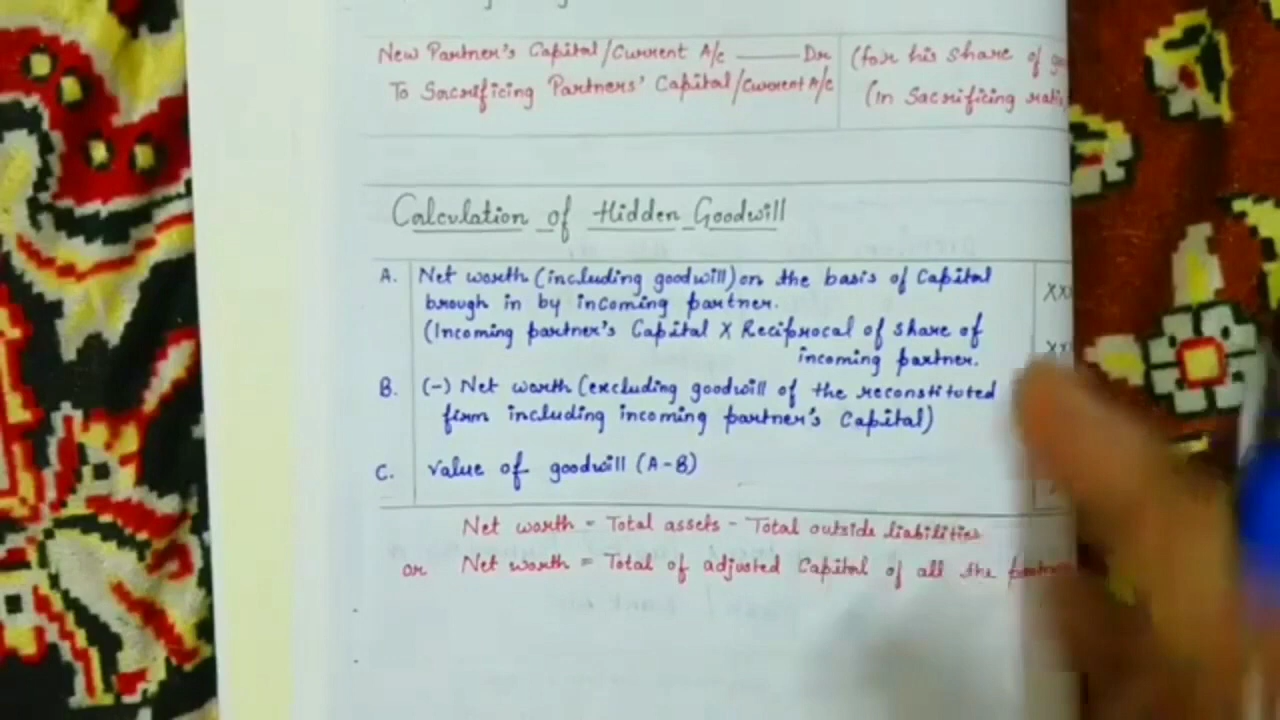 New Partner's Capital/Current A/c —— Dr
To Sacrificing Partners' Capital/Current A/c
(for his share of
(In Sacrificing ratio
Calculation of Hidden Goodwill
A. Net worth (including goodwill) on the basis of Capital
brough in by incoming partner.
(Incoming partner's Capital X Reciprocal of share of
incoming partner.
B. (-) Net worth (excluding goodwill of the reconstituted
firm including incoming partner's Capital)
C. Value of goodwill (A-B)
Net worth = Total assets - Total outside liabilities
or Net worth = Total of adjusted Capital of all the